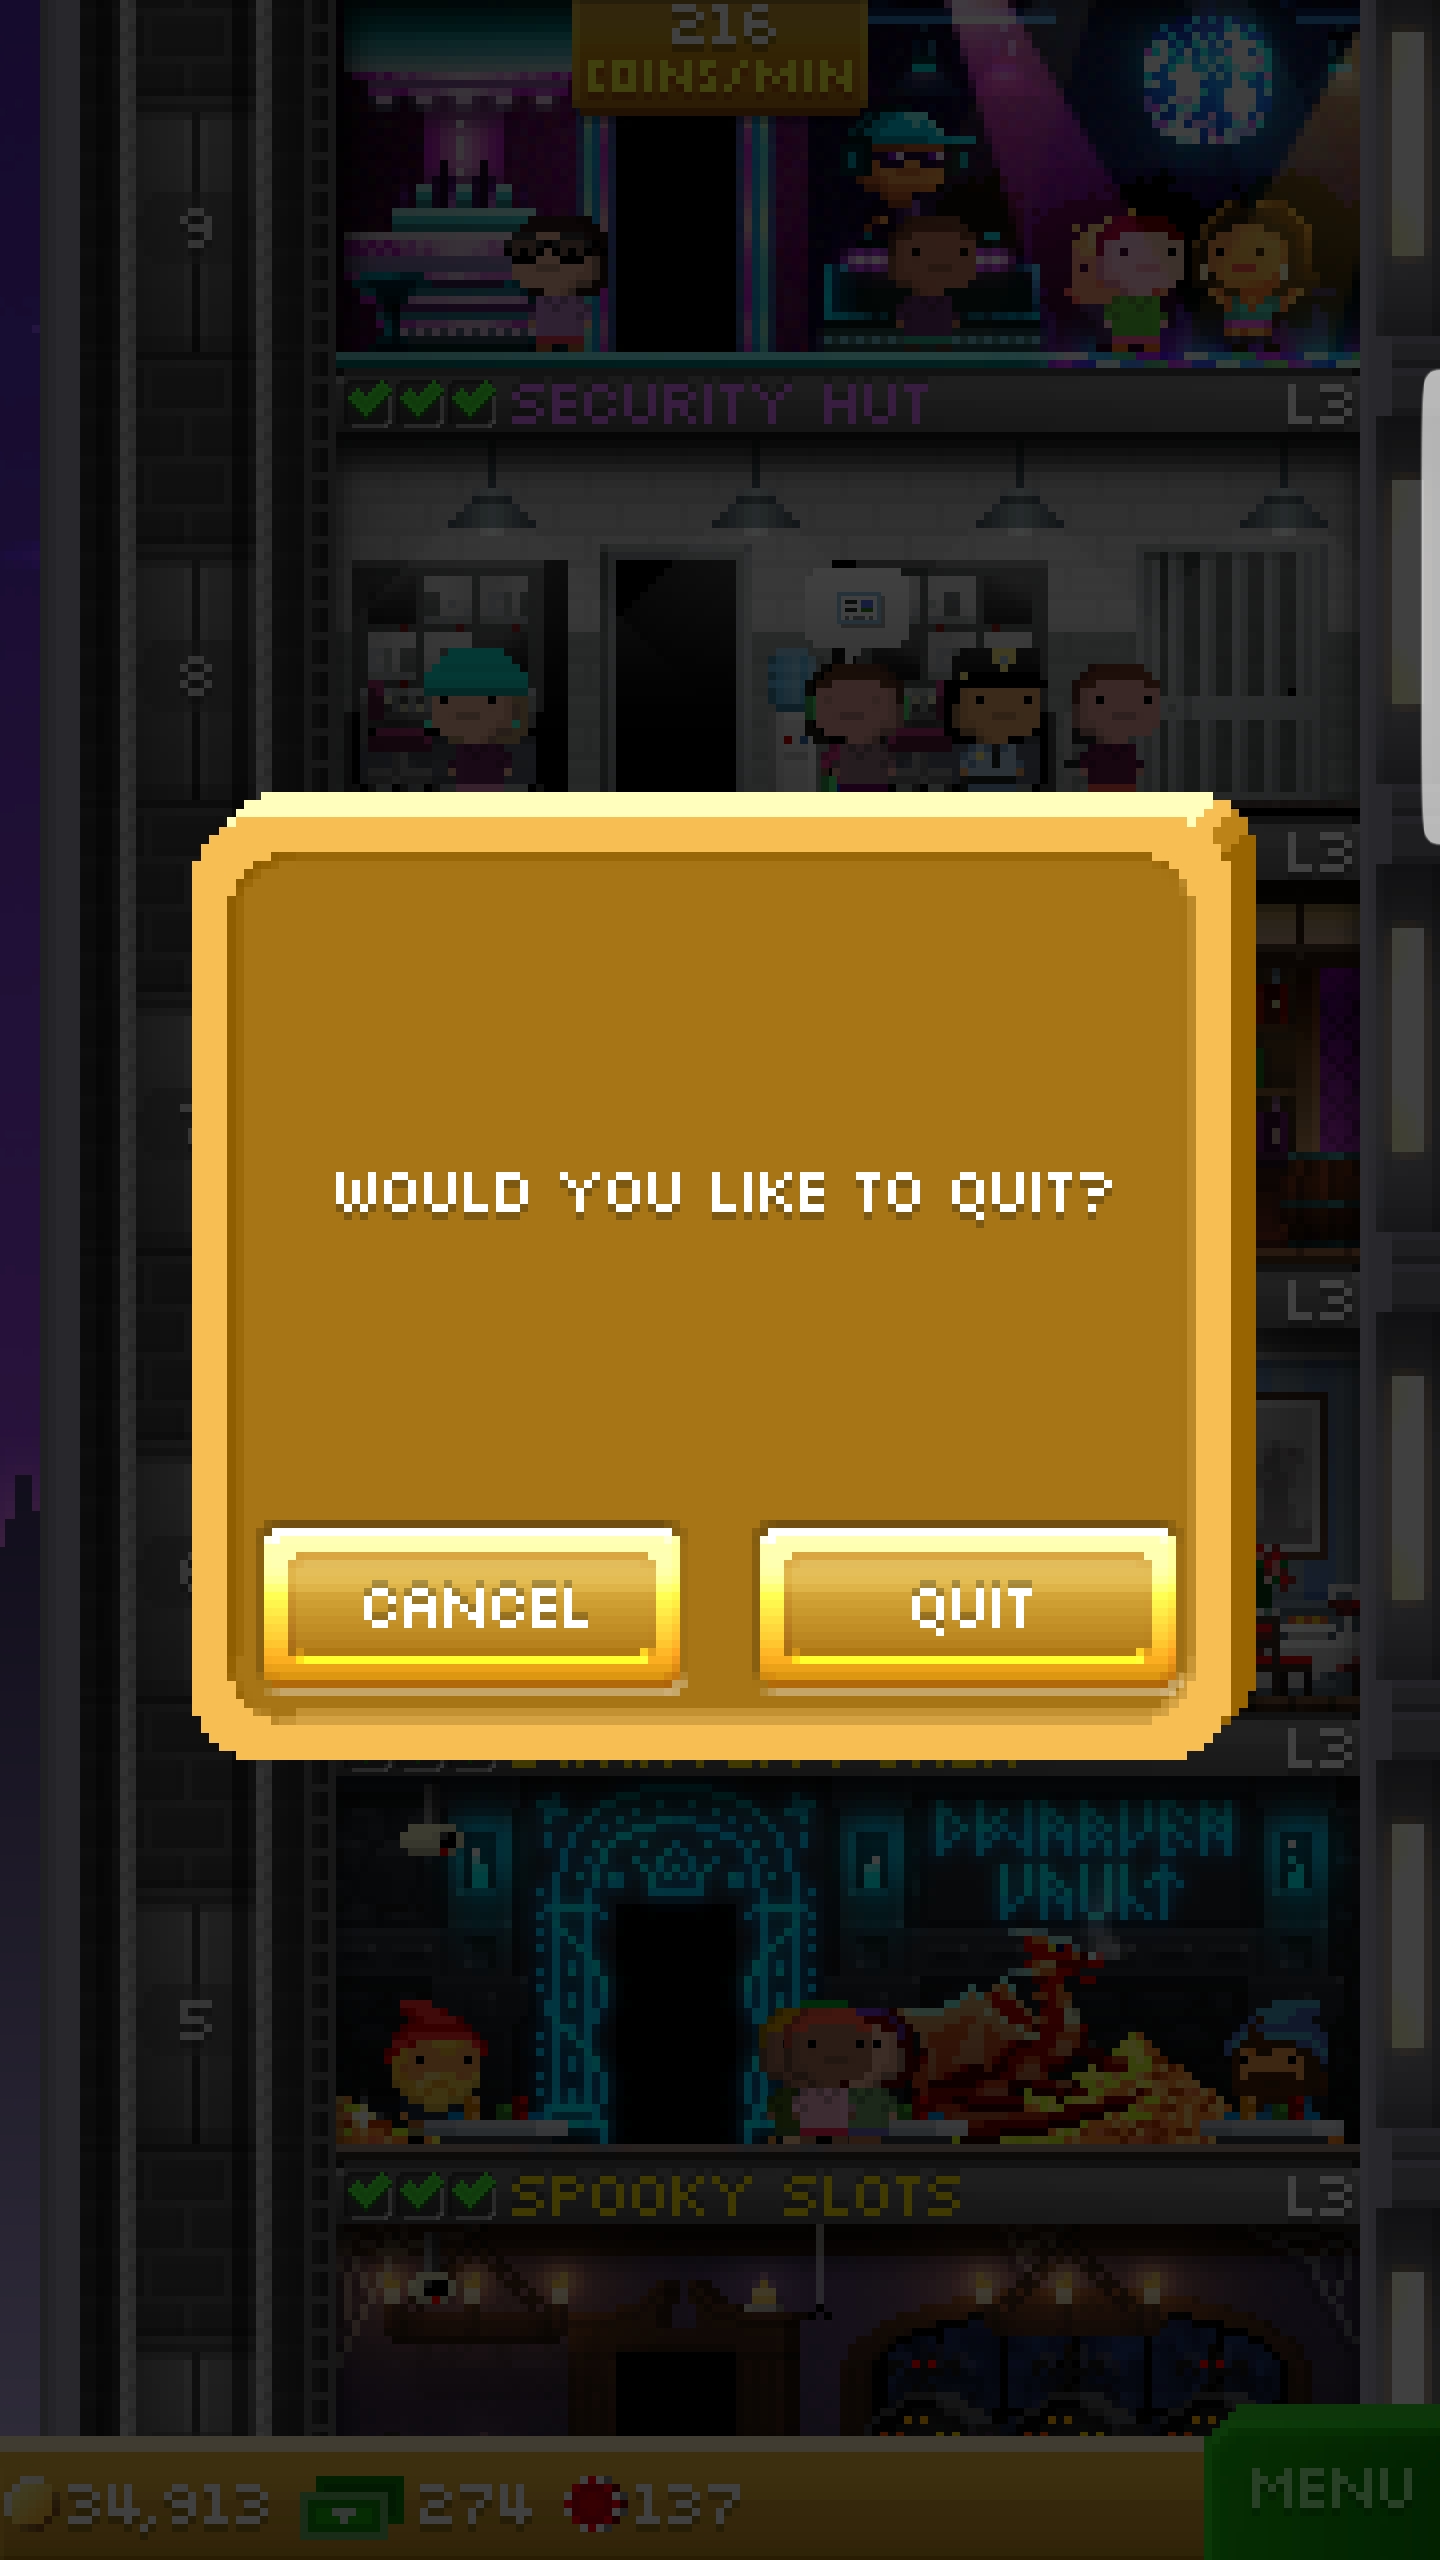 216
COINS/MIN
9
SECURITY HUT L3
8
L3
L3
WOULD YOU LIKE TO QUIT?
CANCEL QUIT
L3
DWARVEN
VAULT
5
SPOOKY SLOTS L3
34,913 274 137 MENU